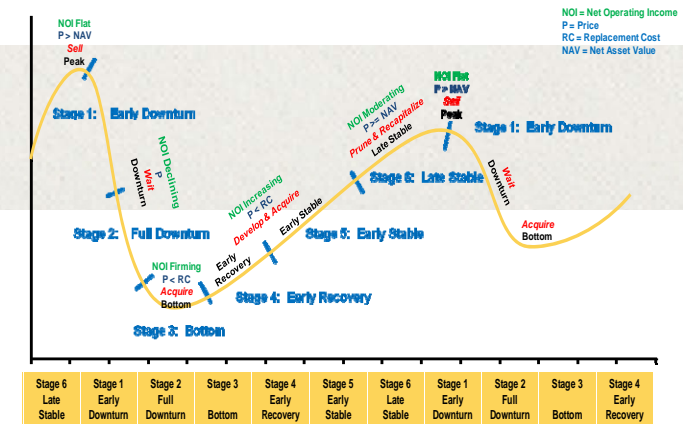 NOI = Net Operating Income
P = Price
RC = Replacement Cost
NAV = Net Asset Value
NOI Flat
P > NAV
Sell
Peak
Stage 1: Early Downturn
NOI Declining
P
Wait
Downturn
Stage 2: Full Downturn
NOI Firming
P < RC
Acquire
Bottom
Stage 3: Bottom
Early
Recovery
Stage 4: Early Recovery
NOI Increasing
P < RC
Develop & Acquire
Early Stable
Stage 5: Early Stable
NOI Moderating
P >= NAV
Prune & Recapitalize
Late Stable
Stage 6: Late Stable
NOI Flat
P > NAV
Sell
Peak
Stage 1: Early Downturn
Wait
Downturn
Acquire
Bottom
Stage 6 Late Stable
Stage 1 Early Downturn
Stage 2 Full Downturn
Stage 3 Bottom
Stage 4 Early Recovery
Stage 5 Early Stable
Stage 6 Late Stable
Stage 1 Early Downturn
Stage 2 Full Downturn
Stage 3 Bottom
Stage 4 Early Recovery